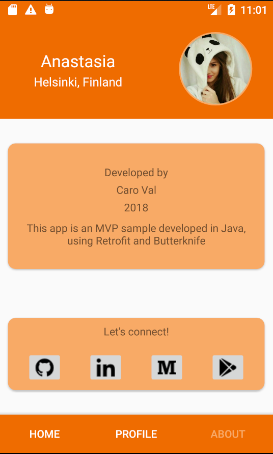 LTE 11:01
Anastasia
Helsinki, Finland
Developed by
Caro Val
2018
This app is an MVP sample developed in Java,
using Retrofit and Butterknife
Let's connect!
in M
HOME PROFILE ABOUT